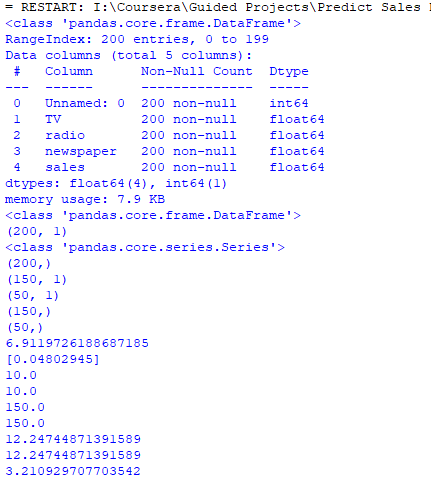 = RESTART: I:\Coursera\Guided Projects\Predict Sales
<class 'pandas.core.frame.DataFrame'>
RangeIndex: 200 entries, 0 to 199
Data columns (total 5 columns):
 #   Column      Non-Null Count  Dtype
---  ------      --------------  -----
 0   Unnamed: 0  200 non-null    int64
 1   TV          200 non-null    float64
 2   radio       200 non-null    float64
 3   newspaper   200 non-null    float64
 4   sales       200 non-null    float64
dtypes: float64(4), int64(1)
memory usage: 7.9 KB
<class 'pandas.core.frame.DataFrame'>
(200, 1)
<class 'pandas.core.series.Series'>
(200,)
(150, 1)
(50, 1)
(150,)
(50,)
6.9119726188687185
[0.04802945]
10.0
10.0
150.0
150.0
12.24744871391589
12.24744871391589
3.210929707703542